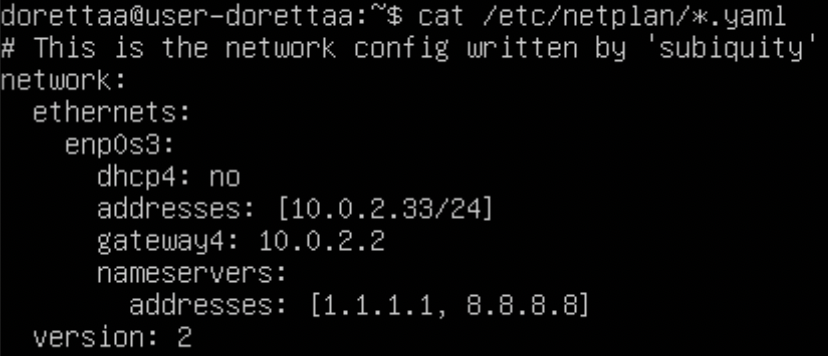 dorettaa@user-dorettaa:~$ cat /etc/netplan/*.yaml
# This is the network config written by 'subiquity'
network:
  ethernets:
    enp0s3:
      dhcp4: no
      addresses: [10.0.2.33/24]
      gateway4: 10.0.2.2
      nameservers:
        addresses: [1.1.1.1, 8.8.8.8]
  version: 2